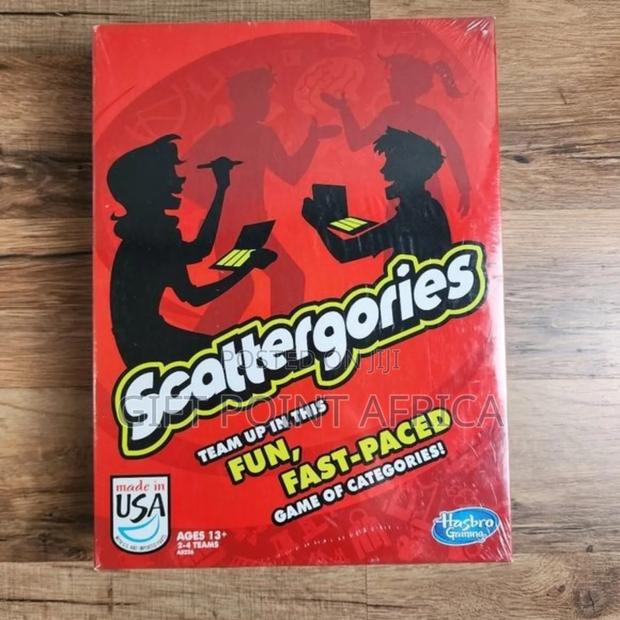 Scattergories
POSTED ON JIJI
GIFT POINT AFRICA
TEAM UP IN THIS
FUN,
FAST-PACED
GAME OF CATEGORIES!
made in
USA
AGES 13+
2-4 TEAMS
Hasbro
Gaming